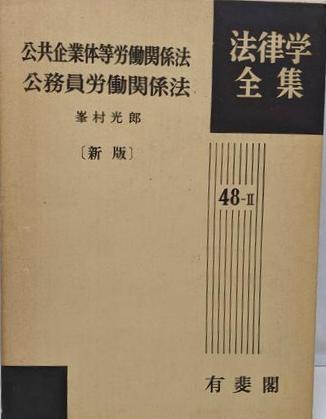 公共企業体等労働関係法
公務員労働関係法
峯村光郎
〔新版〕
法律学
全集
48-II
有斐閣